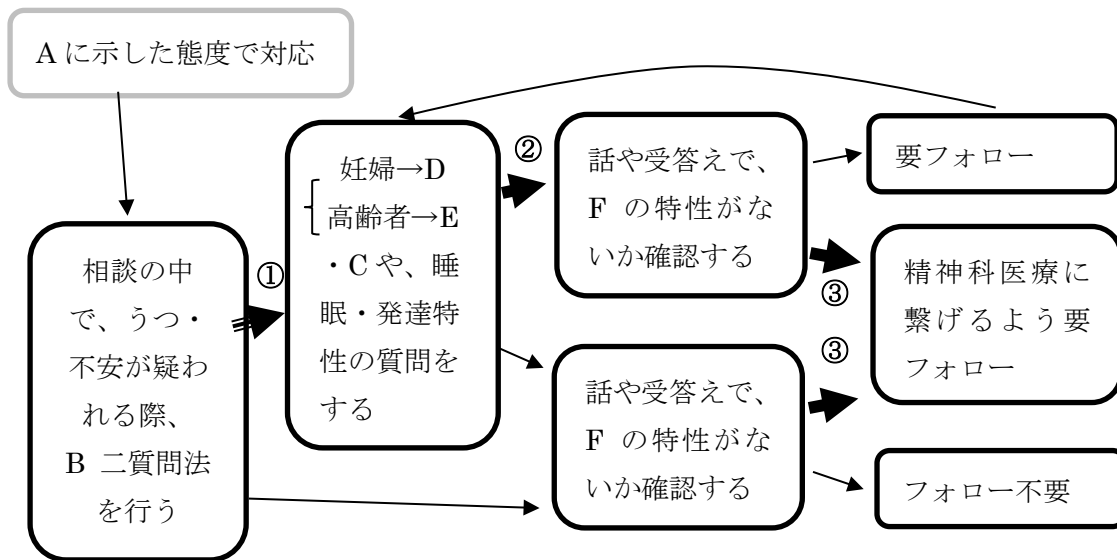 Aに示した態度で対応
相談の中
で、うつ・
不安が疑わ
れる際、
B 二質問法
を行う
①
妊婦→D
高齢者→E
・Cや、睡
眠・発達特
性の質問を
する
②
話や受答えで、
F の特性がな
いか確認する
話や受答えで、
F の特性がな
いか確認する
③
③
要フォロー
精神科医療に
繋げるよう要
フォロー
フォロー不要